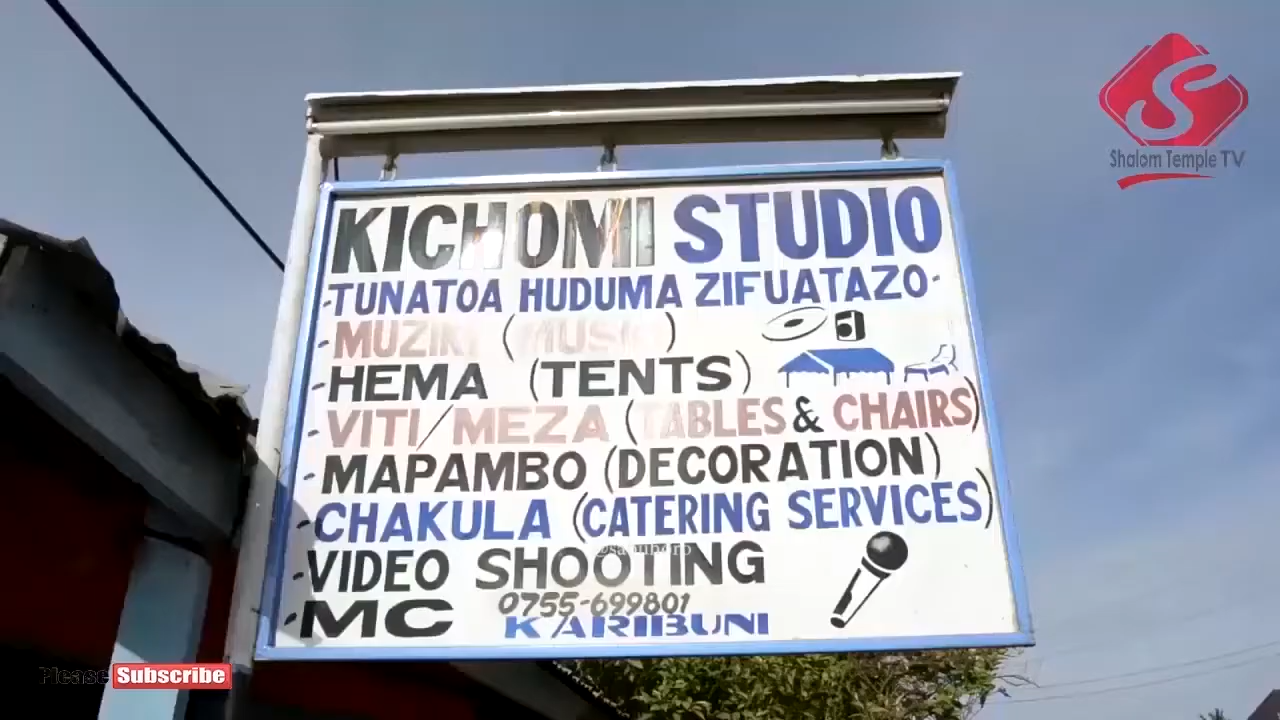 Shalom Temple TV
KICHOMI STUDIO
-TUNATOA HUDUMA ZIFUATAZO-
-MUZIKI (MUSIC)
-HEMA (TENTS)
-VITI/MEZA (TABLES & CHAIRS)
-MAPAMBO (DECORATION)
-CHAKULA (CATERING SERVICES)
-VIDEO SHOOTING
-MC 0755-699801
KARIBUNI
Please Subscribe